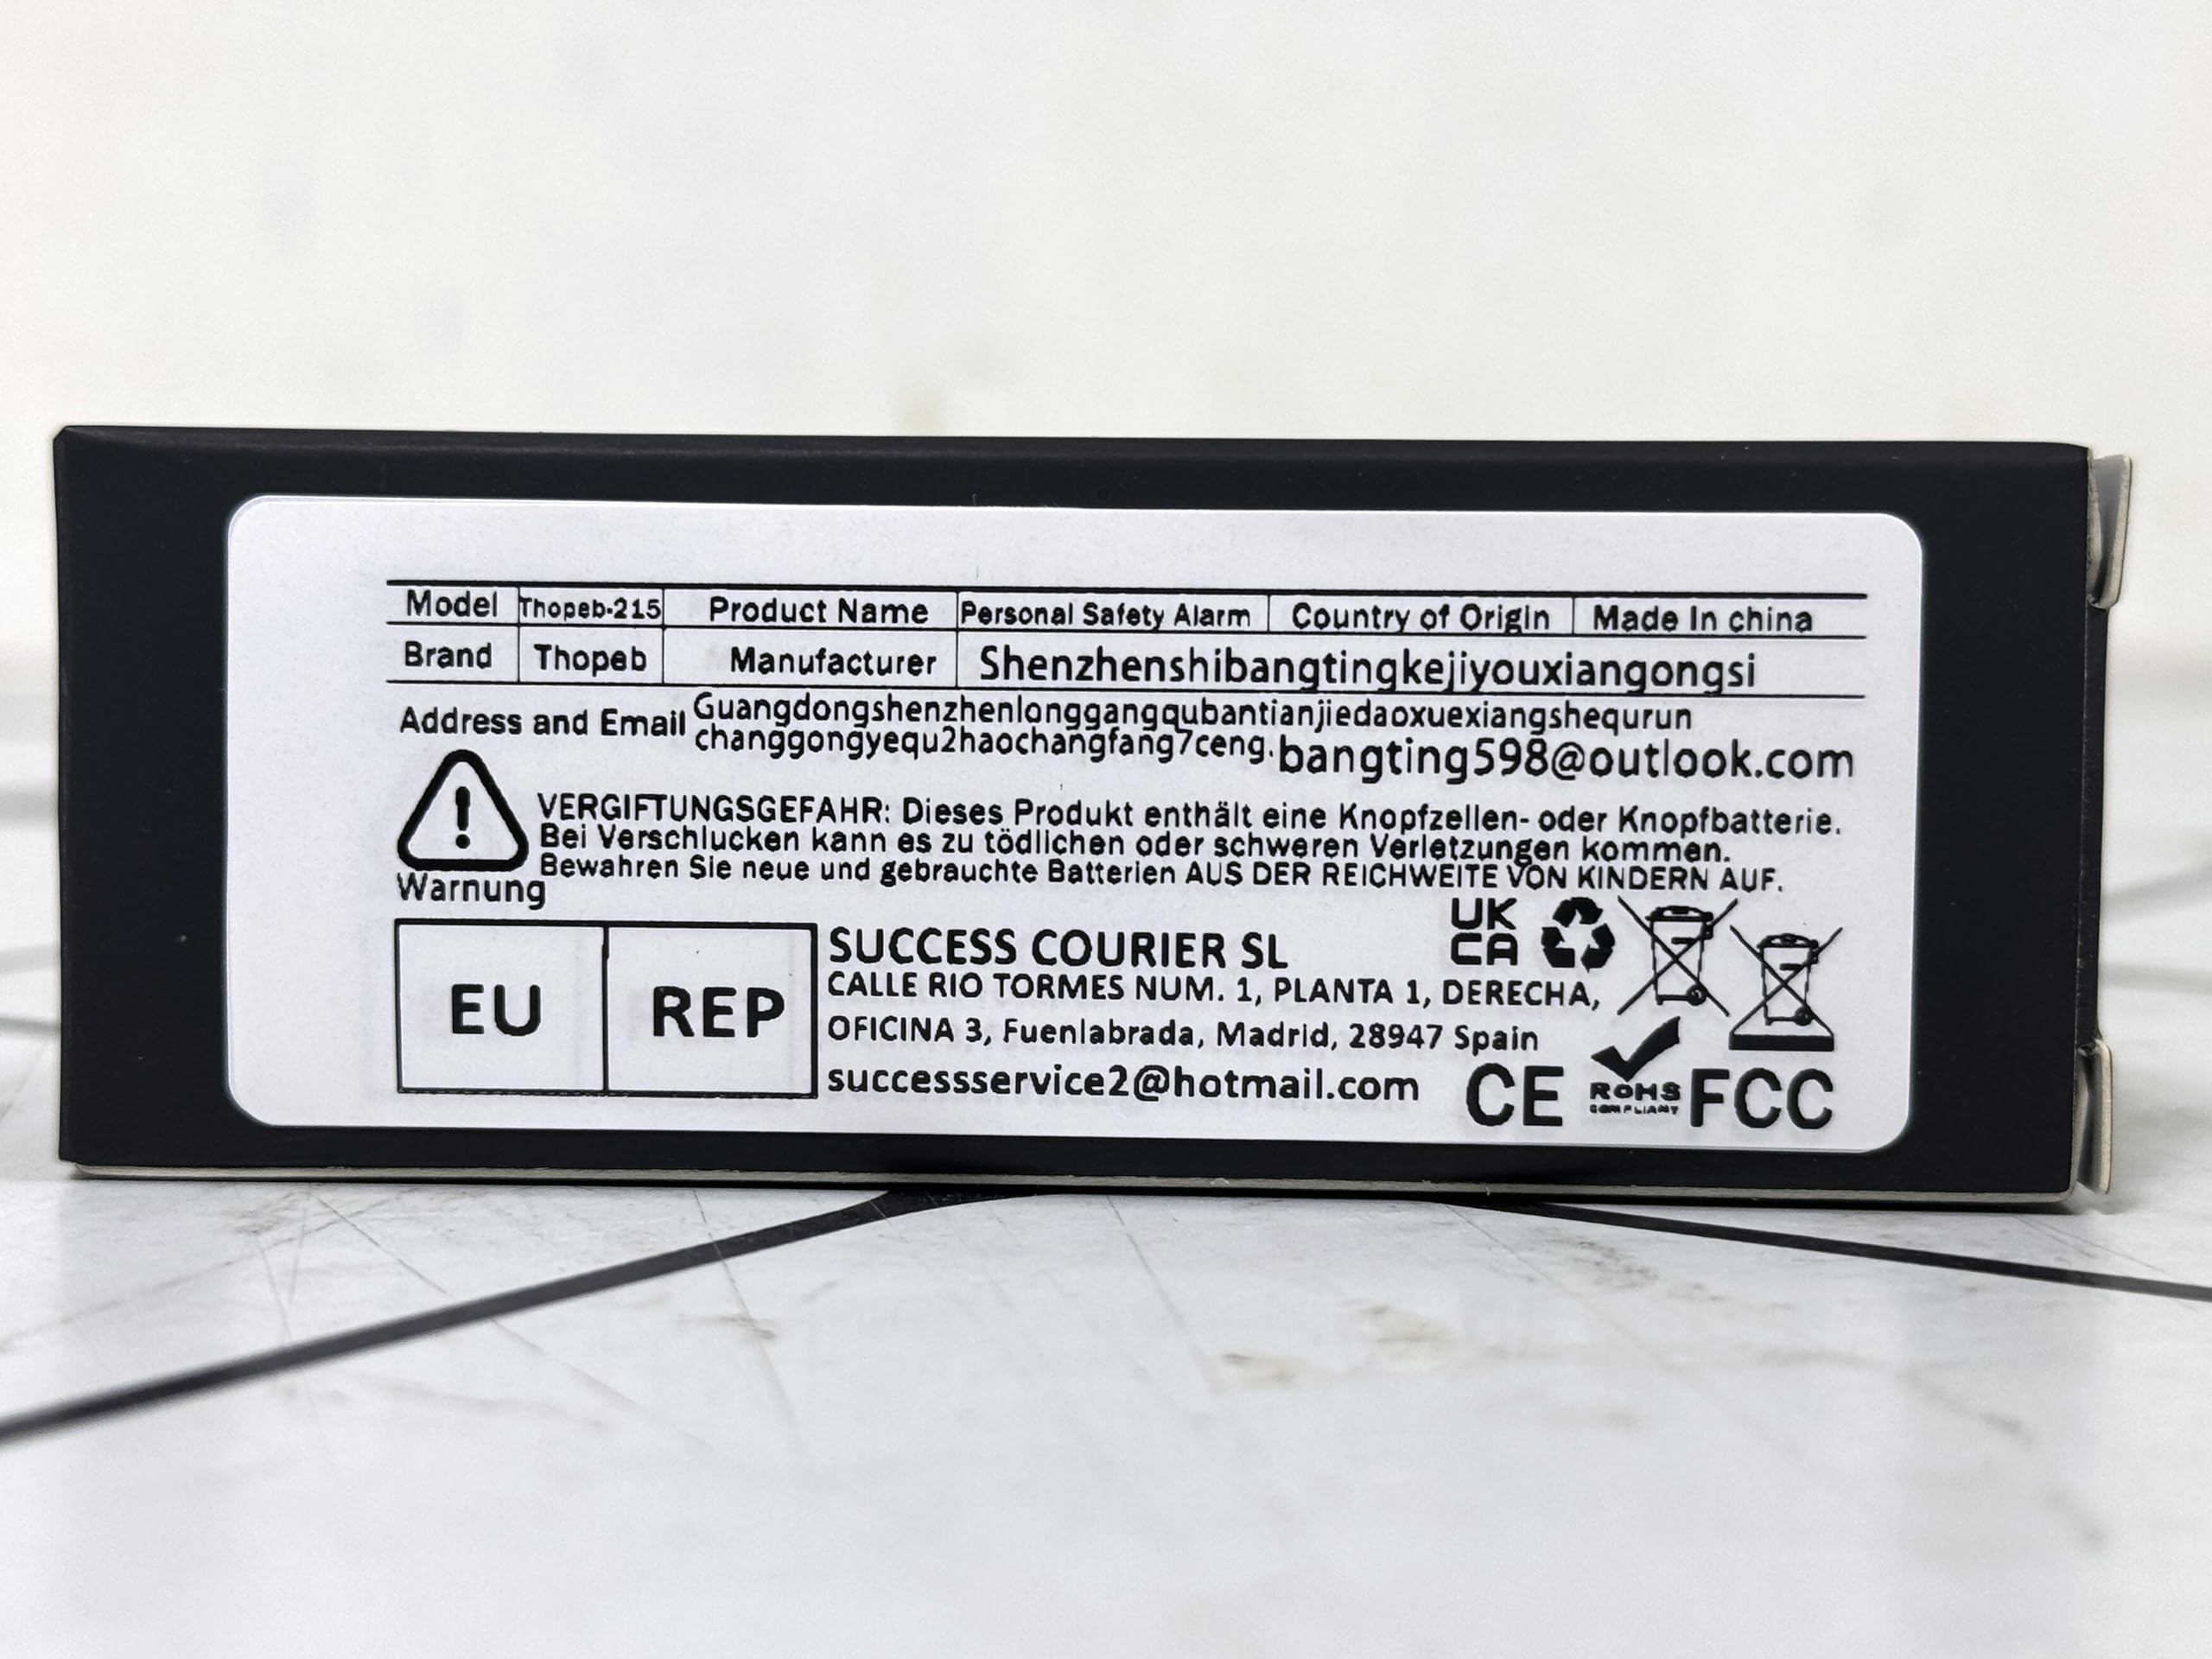 Model Thopeb-215 Product Name Personal Safety Alarm Country of Origin Made In china
Brand Thopeb Manufacturer Shenzhenshibangtingkejiyouxiangongsi
Address and Email Guangdongshenzhenlonggangqubantianjiedaoxuexiangshequrun
changgongyequ2haochangfang7ceng. bangting598@outlook.com
VERGIFTUNGSGEFAHR: Dieses Produkt enthält eine Knopfzellen- oder Knopfbatterie.
Bei Verschlucken kann es zu tödlichen oder schweren Verletzungen kommen.
Bewahren Sie neue und gebrauchte Batterien AUS DER REICHWEITE VON KINDERN AUF.
Warnung
EU REP
SUCCESS COURIER SL
CALLE RIO TORMES NUM. 1, PLANTA 1, DERECHA,
OFICINA 3, Fuenlabrada, Madrid, 28947 Spain
successservice2@hotmail.com
UK
CA
CE
ROHS
COMPLIANT
FCC